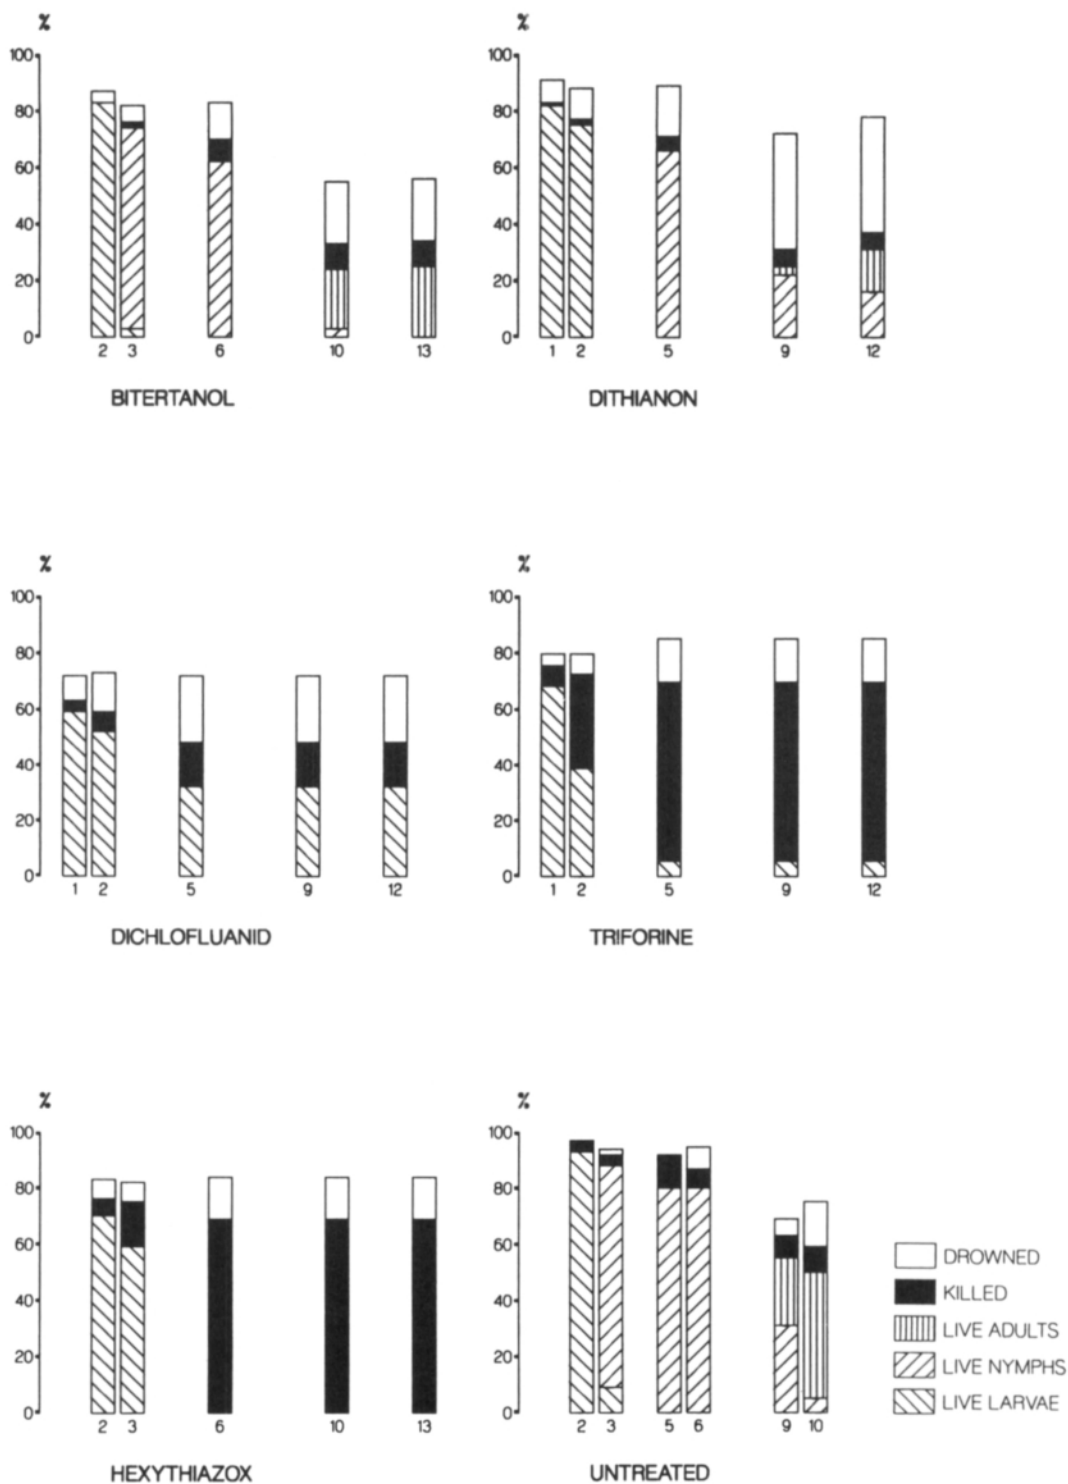 %
100
80
60
40
20
0
2 3 6 10 13
BITERTANOL
%
100
80
60
40
20
0
1 2 5 9 12
DITHIANON
%
100
80
60
40
20
0
1 2 5 9 12
DICHLOFLUANID
%
100
80
60
40
20
0
1 2 5 9 12
TRIFORINE
%
100
80
60
40
20
0
2 3 6 10 13
HEXYTHIAZOX
%
100
80
60
40
20
0
2 3 5 6 9 10
UNTREATED
DROWNED
KILLED
LIVE ADULTS
LIVE NYMPHS
LIVE LARVAE